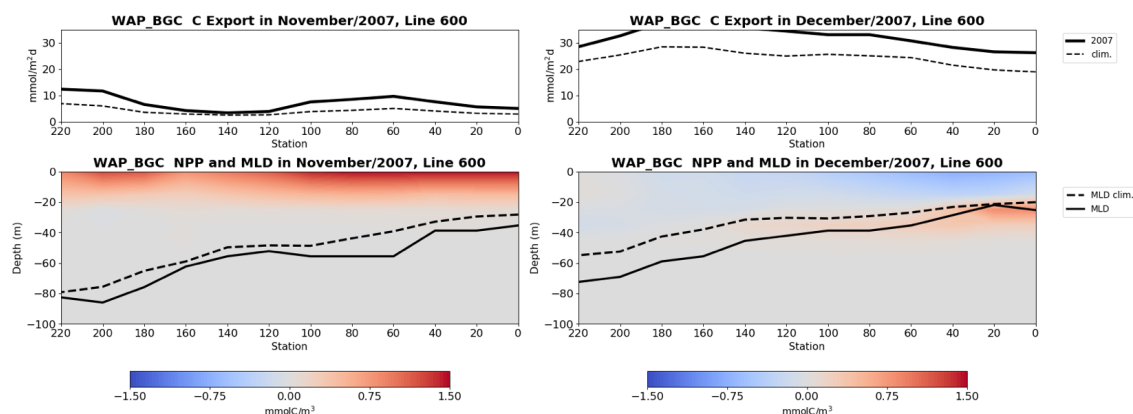 WAP_BGC  C Export in November/2007, Line 600
mmol/m²d
30
20
10
0
220 200 180 160 140 120 100 80 60 40 20 0
Station
WAP_BGC  C Export in December/2007, Line 600
mmol/m²d
30
20
10
0
220 200 180 160 140 120 100 80 60 40 20 0
Station
2007
clim.
WAP_BGC  NPP and MLD in November/2007, Line 600
Depth (m)
0
−20
−40
−60
−80
−100
220 200 180 160 140 120 100 80 60 40 20 0
Station
WAP_BGC  NPP and MLD in December/2007, Line 600
Depth (m)
0
−20
−40
−60
−80
−100
220 200 180 160 140 120 100 80 60 40 20 0
Station
MLD clim.
MLD
−1.50 −0.75 0.00 0.75 1.50
mmolC/m³
−1.50 −0.75 0.00 0.75 1.50
mmolC/m³